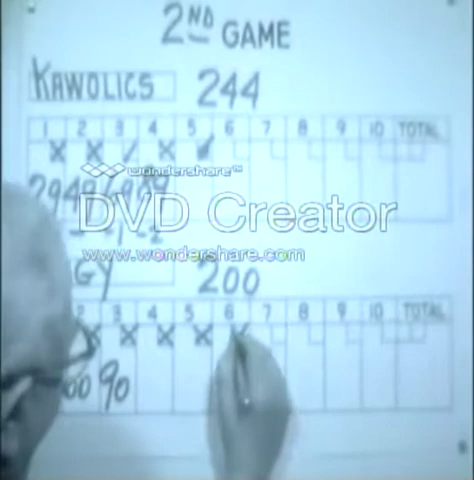 2ND GAME
KAWOLICS 244
1 2 3 4 5 6 7 8 9 10 TOTAL
X X / X /
wondershare™
DVD Creator
www.wondershare.com
200
2 3 4 5 6 7 8 9 10 TOTAL
X X X X X
90